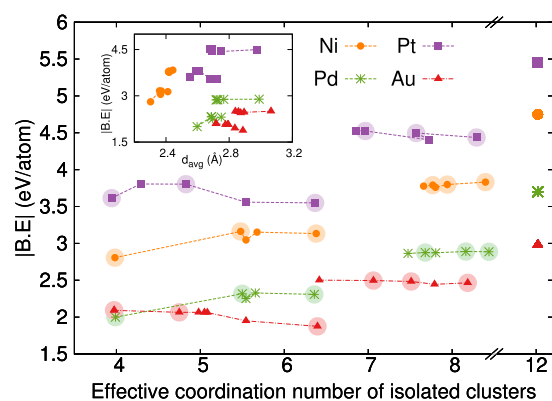 6
5.5
5
4.5
4
3.5
3
2.5
2
1.5
|B.E| (eV/atom)
4.5
3
1.5
|B.E| (eV/atom)
2.4
2.8
3.2
d_avg (Å)
Ni
Pt
Pd
Au
4
5
6
7
8
12
Effective coordination number of isolated clusters